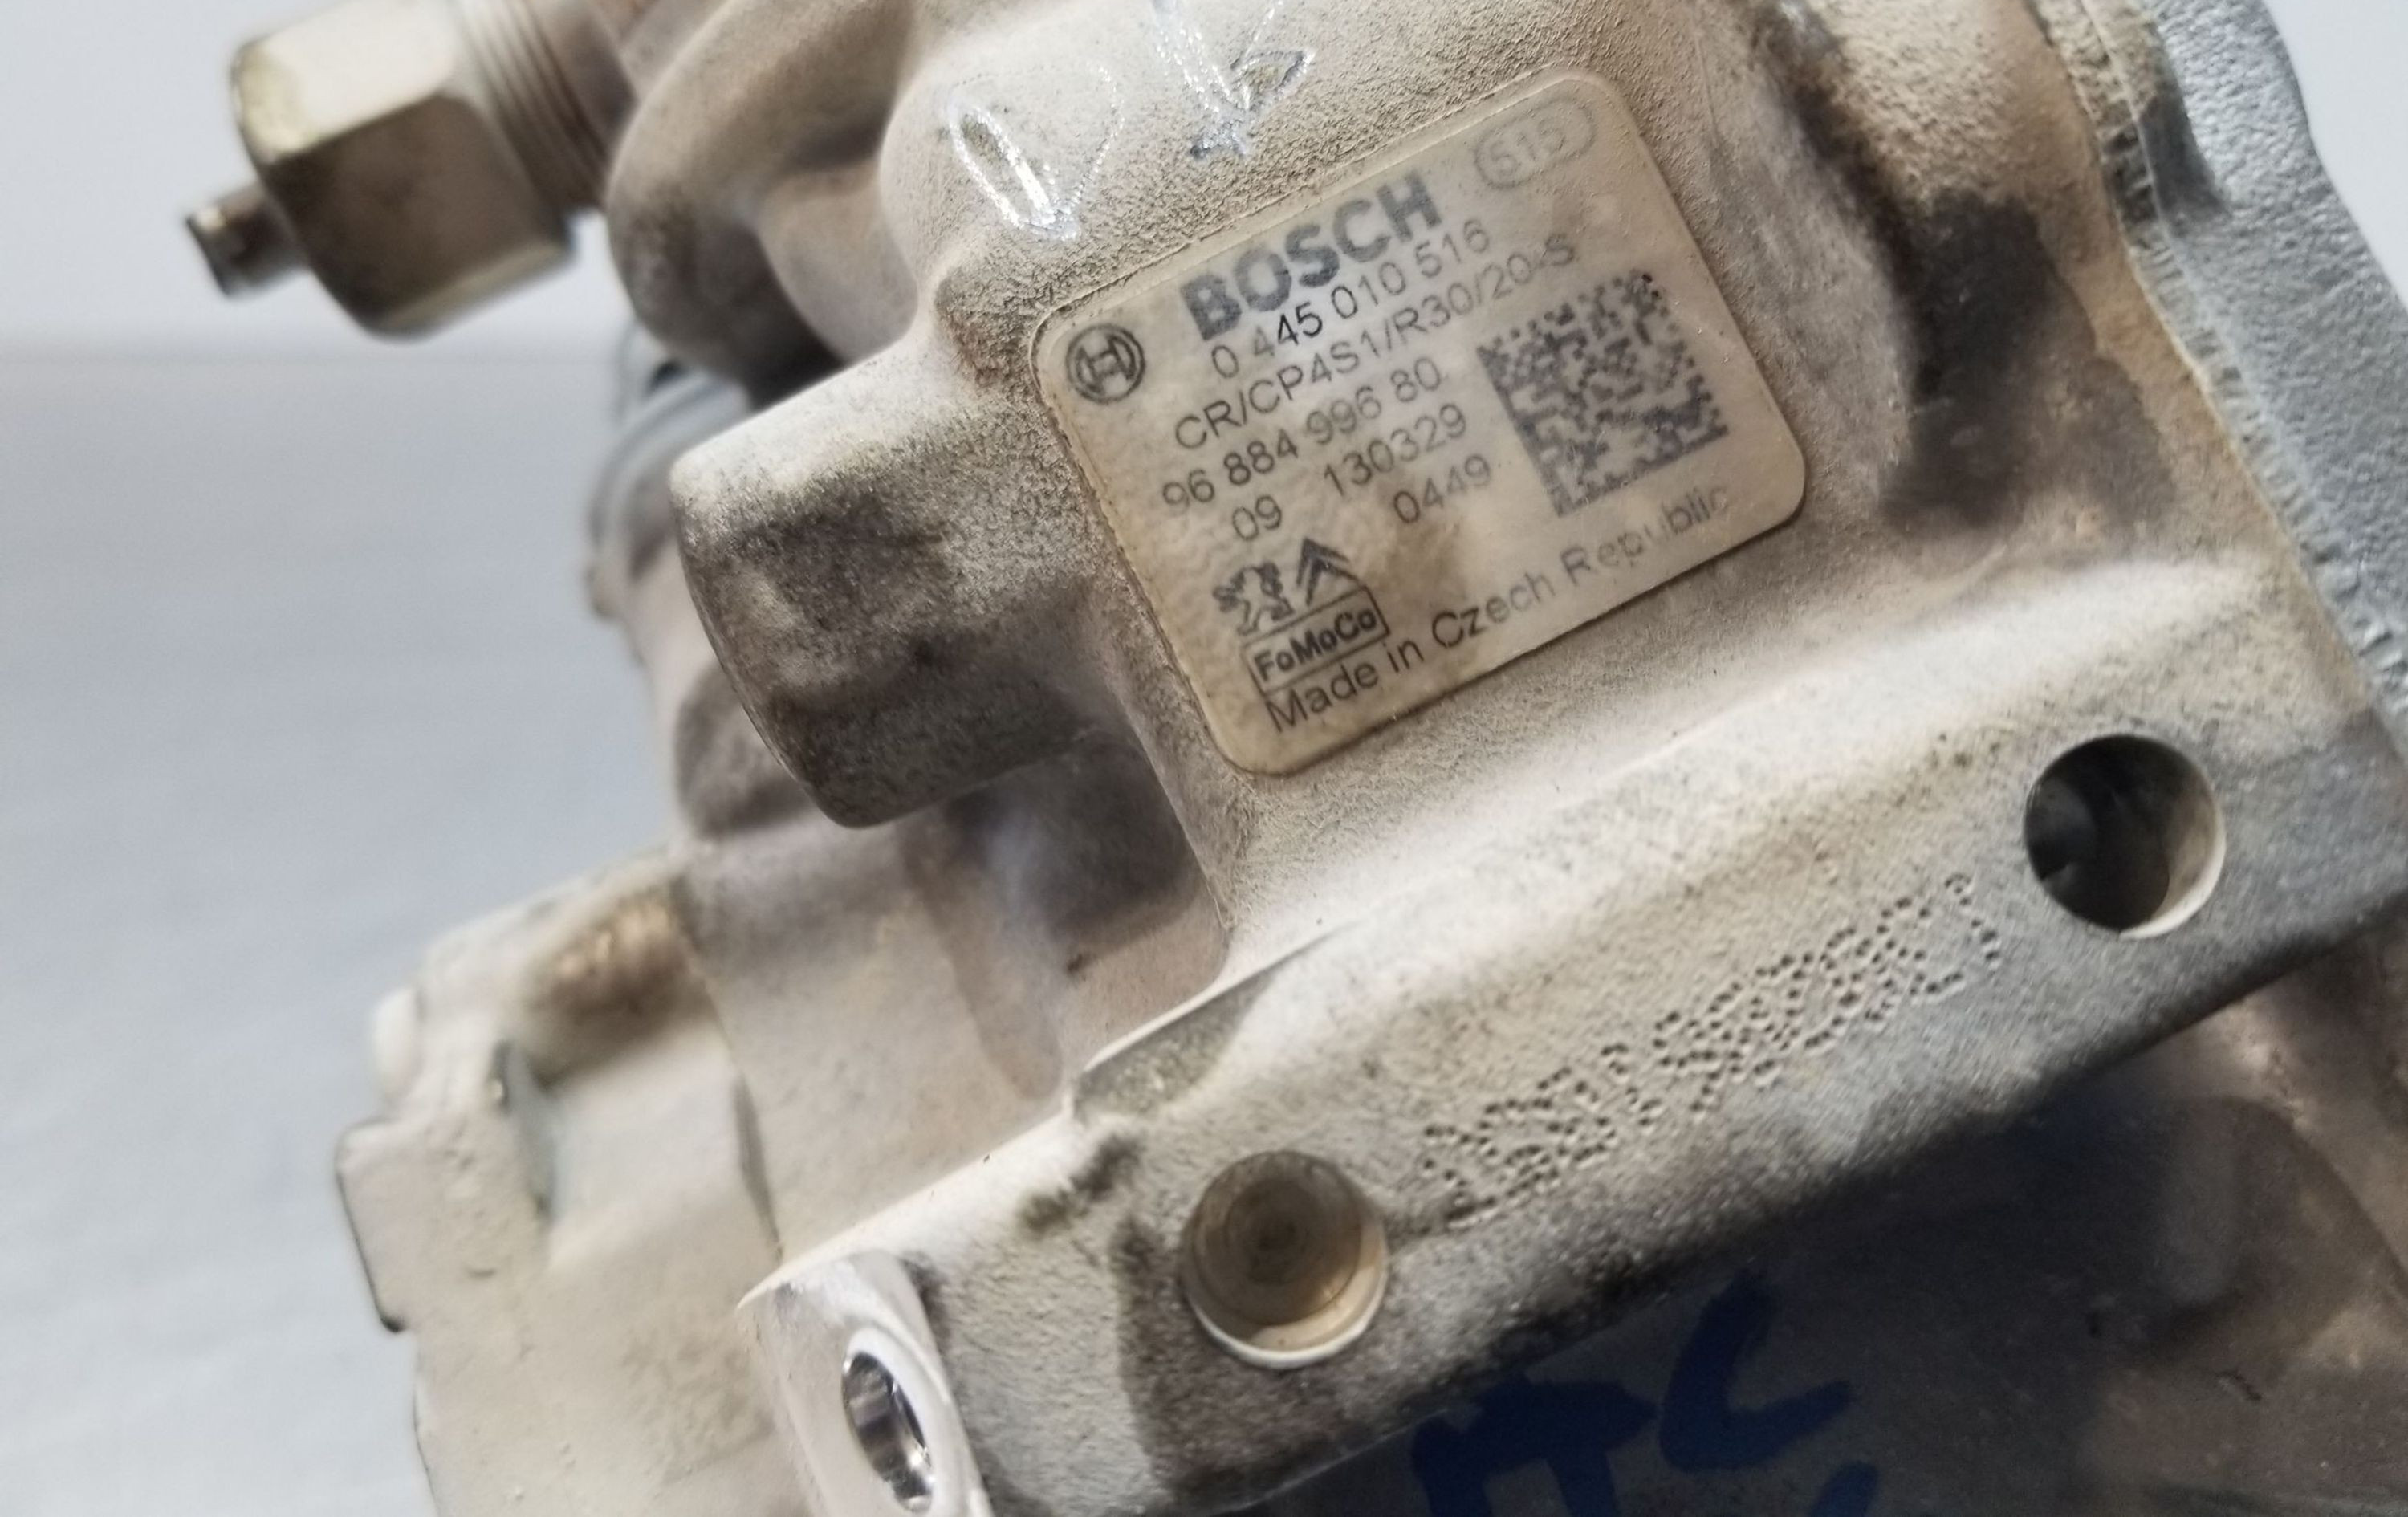 515
BOSCH
0 445 010 516
CR/CP4S1/R30/20-S
96 884 996 80
09 130329
0449
FoMoCo
Made in Czech Republic